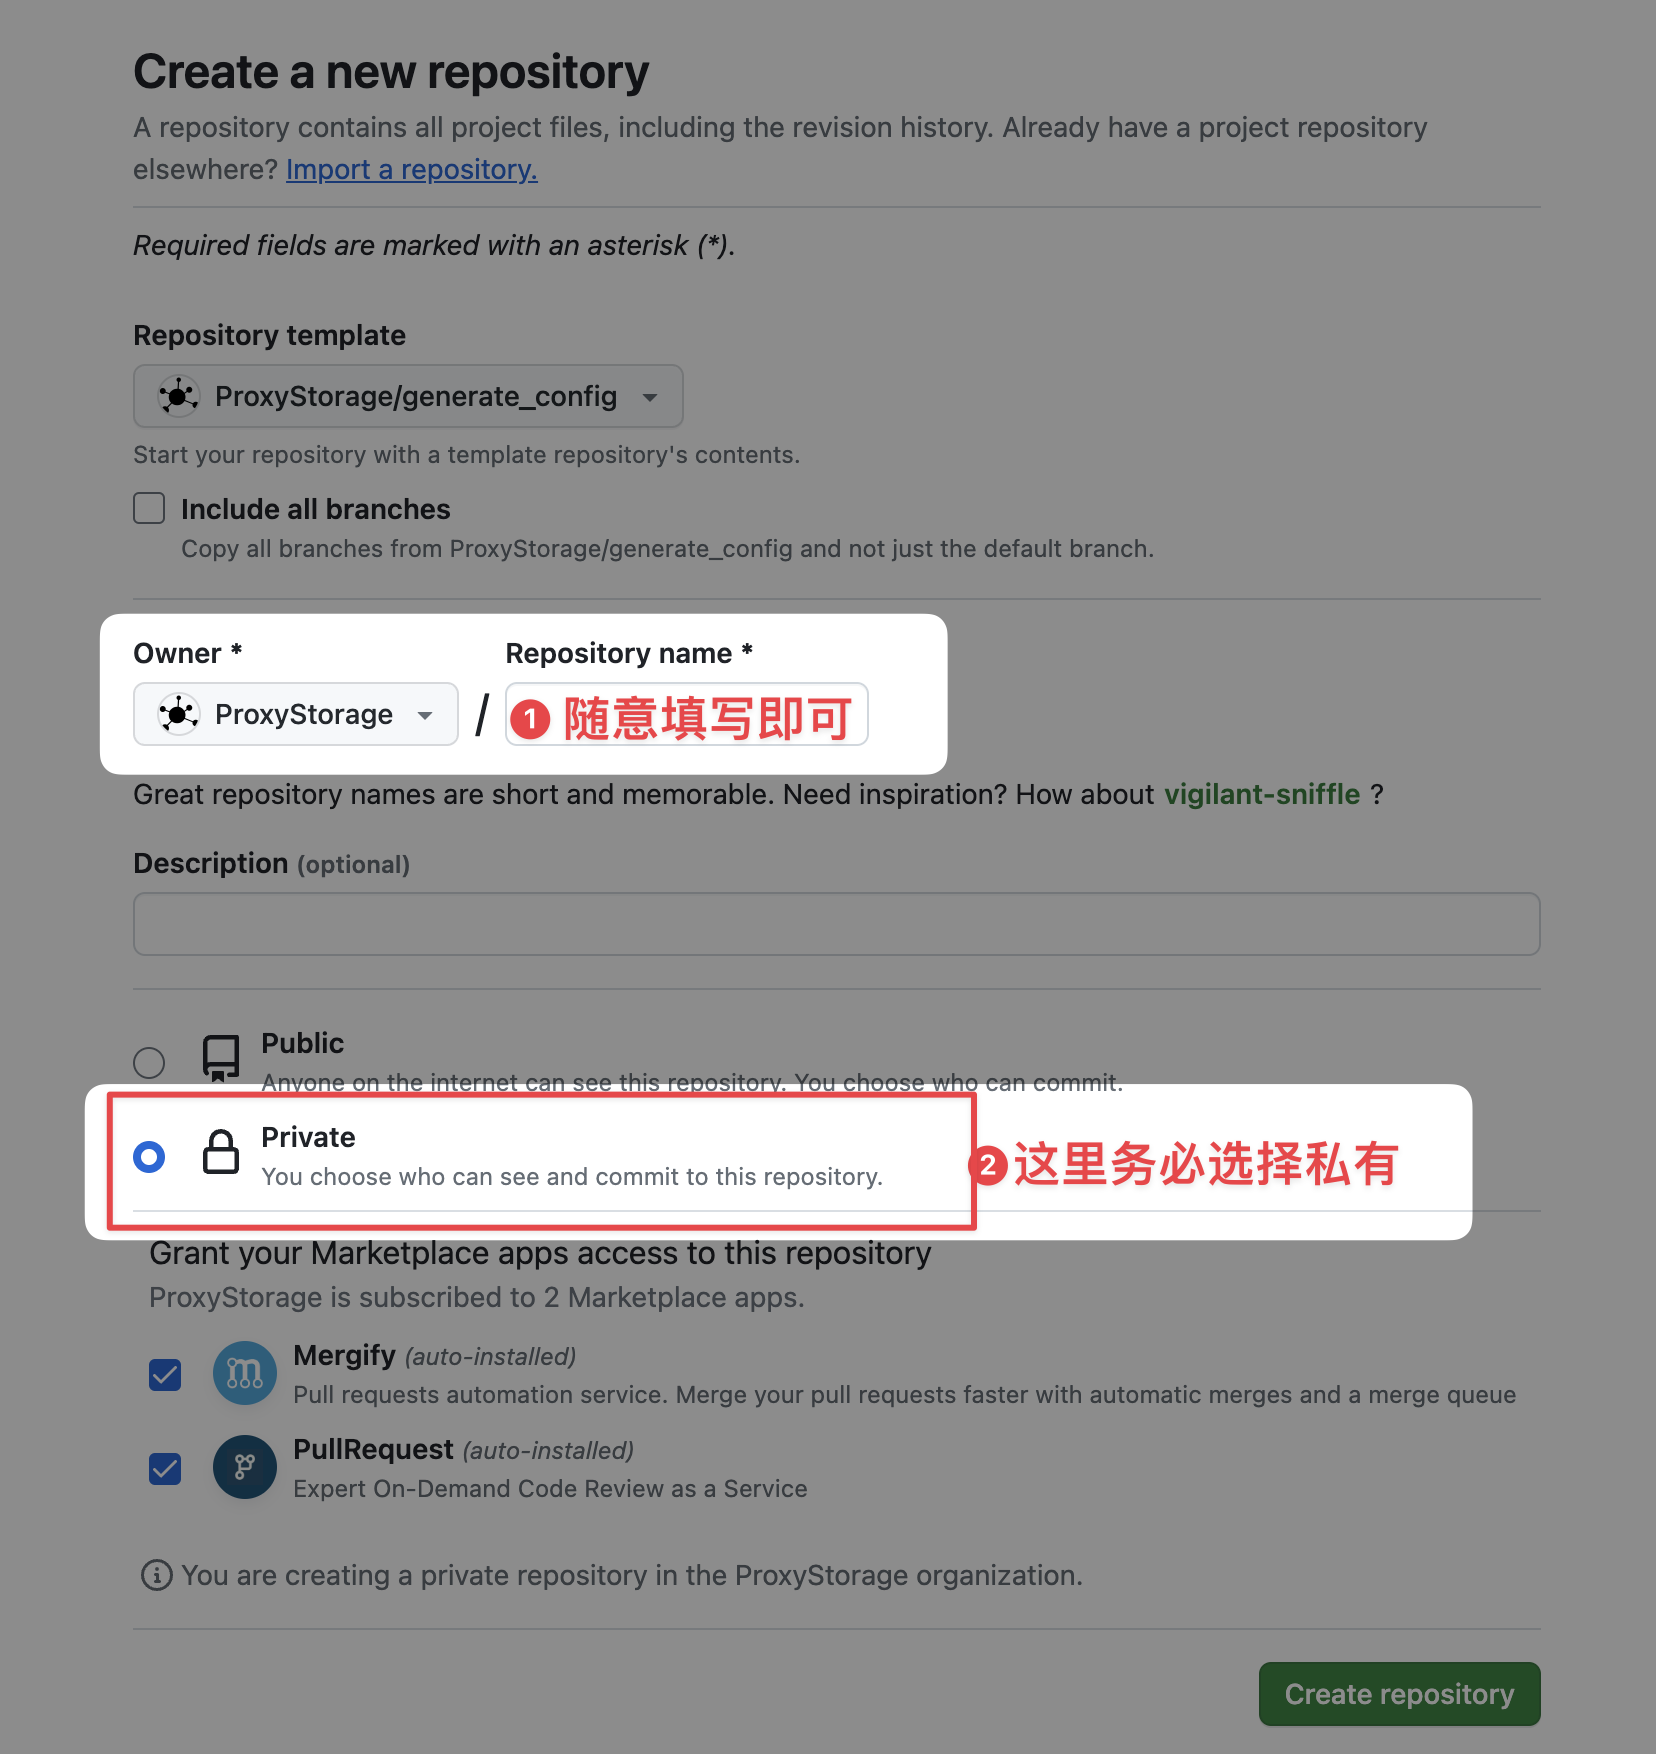 Create a new repository
A repository contains all project files, including the revision history. Already have a project repository
elsewhere? Import a repository.
Required fields are marked with an asterisk (*).
Repository template
ProxyStorage/generate_config
Start your repository with a template repository's contents.
Include all branches
Copy all branches from ProxyStorage/generate_config and not just the default branch.
Owner * Repository name *
ProxyStorage / 1 随意填写即可
Great repository names are short and memorable. Need inspiration? How about vigilant-sniffle ?
Description (optional)
Public
Anyone on the internet can see this repository. You choose who can commit.
Private
You choose who can see and commit to this repository.
2 这里务必选择私有
Grant your Marketplace apps access to this repository
ProxyStorage is subscribed to 2 Marketplace apps.
Mergify (auto-installed)
Pull requests automation service. Merge your pull requests faster with automatic merges and a merge queue
PullRequest (auto-installed)
Expert On-Demand Code Review as a Service
You are creating a private repository in the ProxyStorage organization.
Create repository